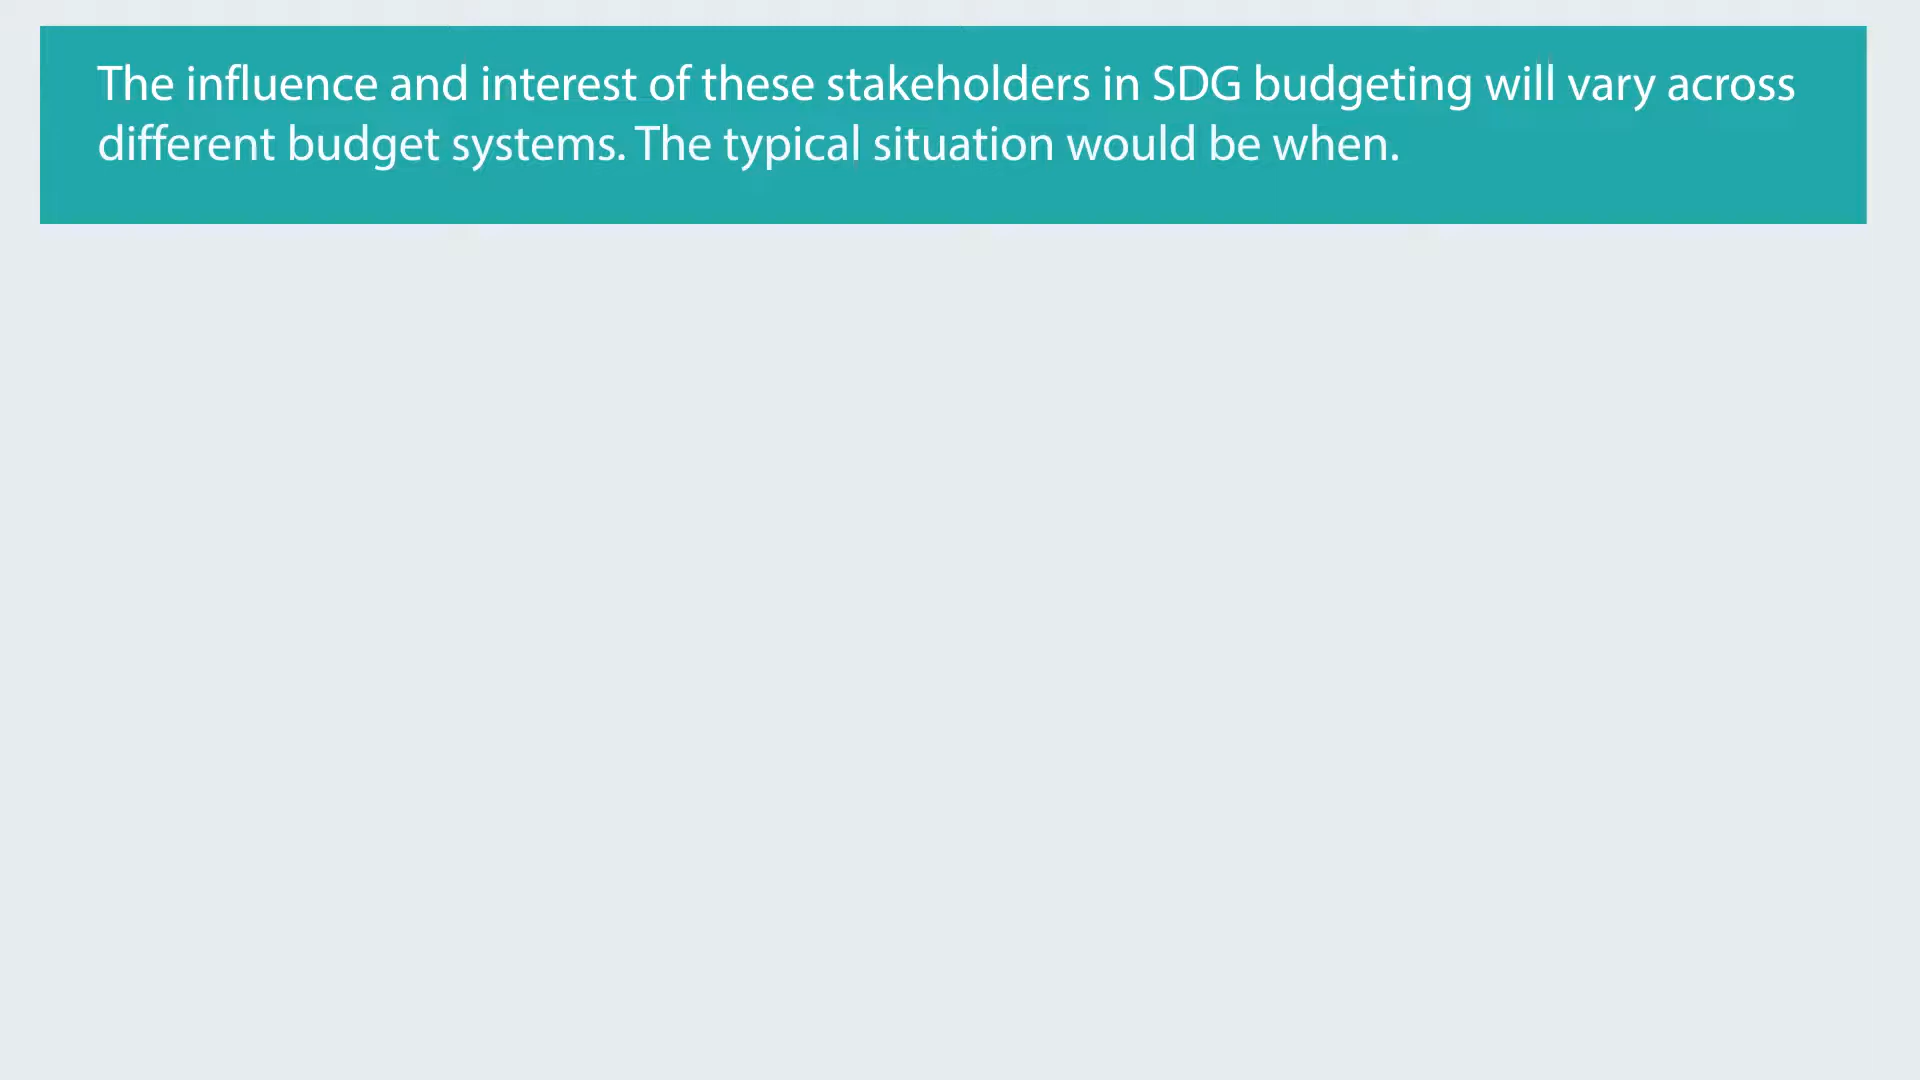 The influence and interest of these stakeholders in SDG budgeting will vary across
different budget systems. The typical situation would be when.